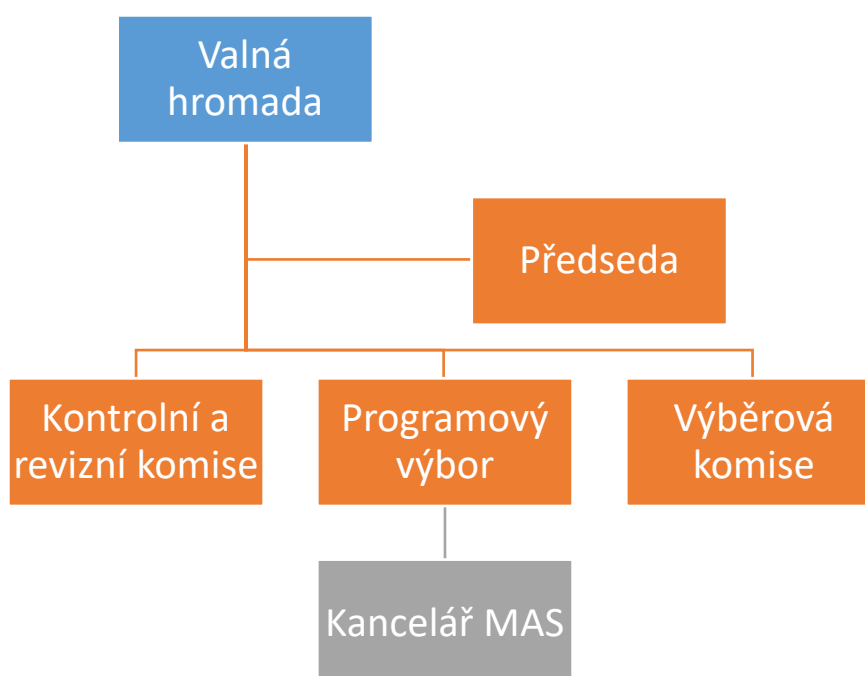 Valná
hromada
Předseda
Kontrolní a
revizní komise
Programový
výbor
Výběrová
komise
Kancelář MAS